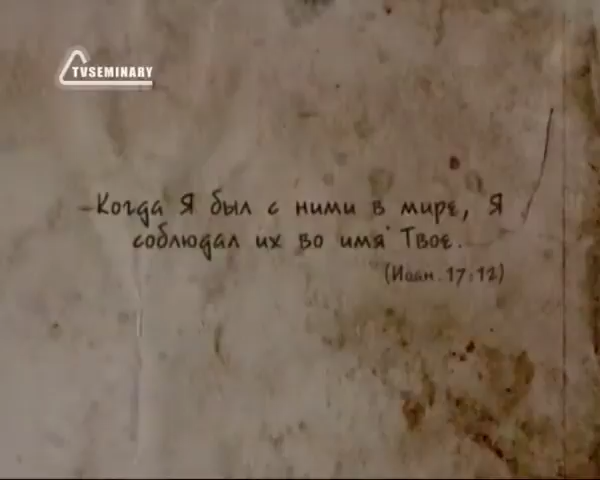 TVSEMINARY
– Когда Я был с ними в мире, Я
соблюдал их во имя Твое.
(Иоан. 17:12)